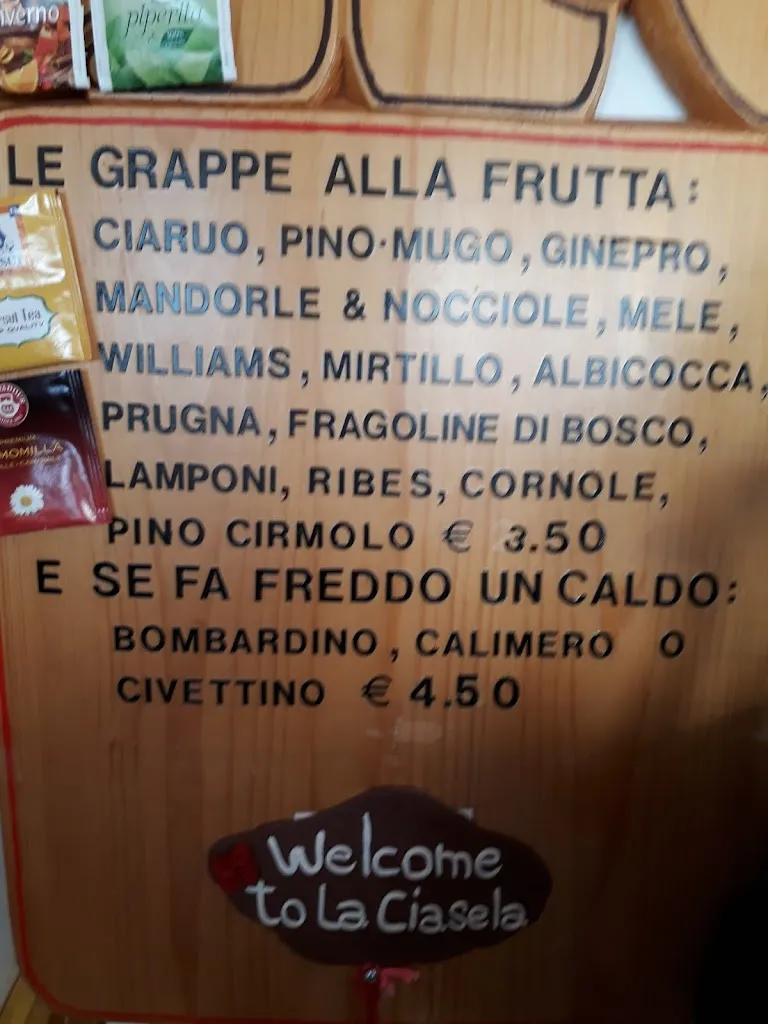 piperita
LE GRAPPE ALLA FRUTTA:
CIARUO, PINO·MUGO, GINEPRO,
MANDORLE & NOCCIOLE, MELE,
WILLIAMS, MIRTILLO, ALBICOCCA,
PRUGNA, FRAGOLINE DI BOSCO,
LAMPONI, RIBES, CORNOLE,
PINO CIRMOLO € 3.50
E SE FA FREDDO UN CALDO:
BOMBARDINO, CALIMERO O
CIVETTINO € 4.50
Welcome
to La Ciasela